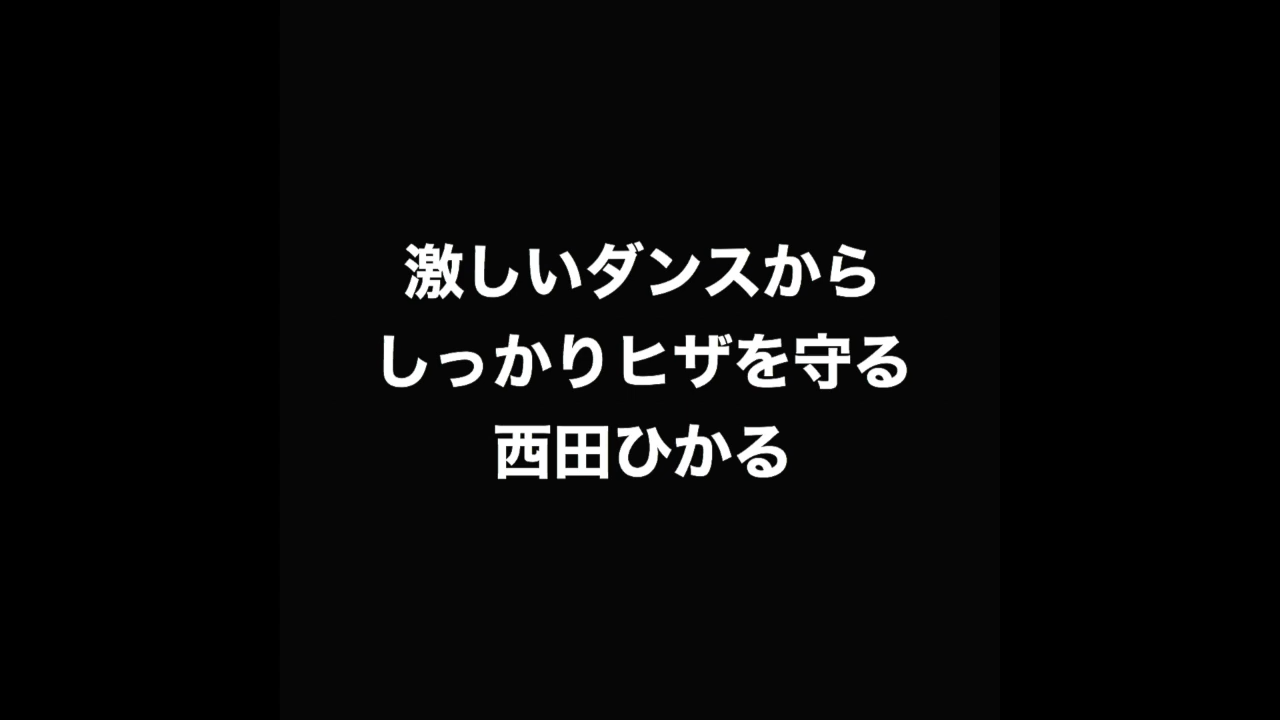 激しいダンスから
しっかりヒザを守る
西田ひかる